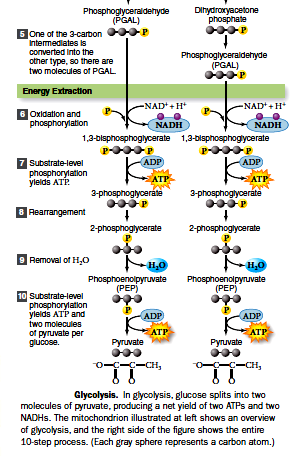 Phosphoglyceraldehyde
(PGAL)
Dihydroxyacetone
phosphate
P
P
5 One of the 3-carbon
intermediates is
converted into the
other type, so there
are two molecules of PGAL.
Phosphoglyceraldehyde
(PGAL)
P
Energy Extraction
6 Oxidation and
phosphorylation
P
NAD⁺ + H⁺
NADH
P
NAD⁺ + H⁺
NADH
1,3-bisphosphoglycerate
1,3-bisphosphoglycerate
P P
P P
7 Substrate-level
phosphorylation
yields ATP.
ADP
ATP
ADP
ATP
3-phosphoglycerate
3-phosphoglycerate
P
P
8 Rearrangement
2-phosphoglycerate
2-phosphoglycerate
P
P
9 Removal of H₂O
H₂O
H₂O
Phosphoenolpyruvate
(PEP)
Phosphoenolpyruvate
(PEP)
P
P
10 Substrate-level
phosphorylation
yields ATP and
two molecules
of pyruvate per
glucose.
ADP
ATP
ADP
ATP
Pyruvate
Pyruvate
⁻O—C—C—CH₃
O O
⁻O—C—C—CH₃
O O
Glycolysis. In glycolysis, glucose splits into two
molecules of pyruvate, producing a net yield of two ATPs and two
NADHs. The mitochondrion illustrated at left shows an overview
of glycolysis, and the right side of the figure shows the entire
10-step process. (Each gray sphere represents a carbon atom.)